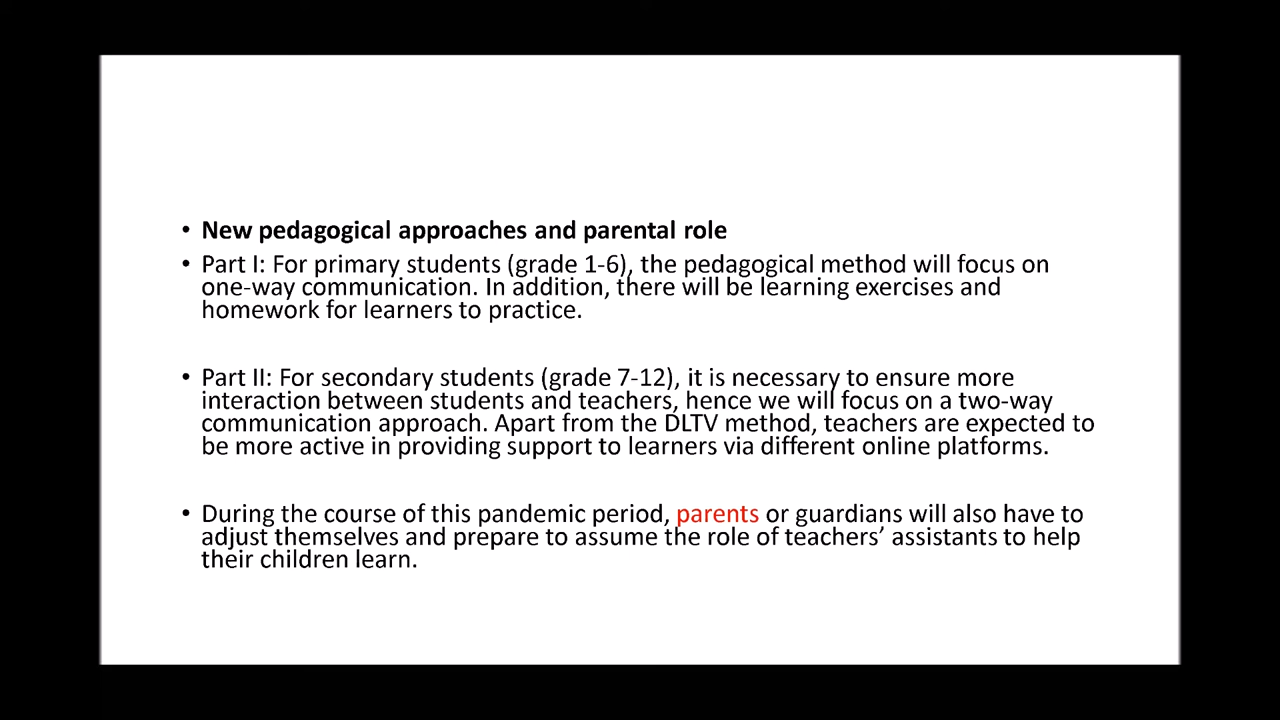 • New pedagogical approaches and parental role
• Part I: For primary students (grade 1-6), the pedagogical method will focus on
one-way communication. In addition, there will be learning exercises and
homework for learners to practice.
• Part II: For secondary students (grade 7-12), it is necessary to ensure more
interaction between students and teachers, hence we will focus on a two-way
communication approach. Apart from the DLTV method, teachers are expected to
be more active in providing support to learners via different online platforms.
• During the course of this pandemic period, parents or guardians will also have to
adjust themselves and prepare to assume the role of teachers’ assistants to help
their children learn.